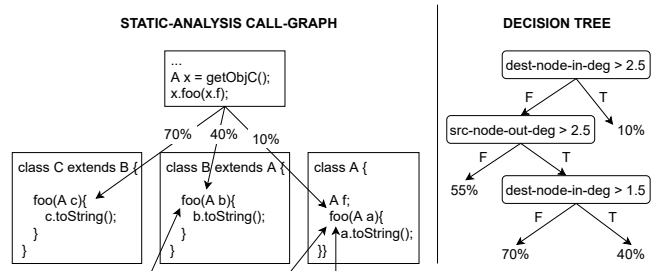 STATIC-ANALYSIS CALL-GRAPH
...
A x = getObjC();
x.foo(x.f);
70%
40%
10%
class C extends B {
foo(A c){
c.toString();
}
}
class B extends A {
foo(A b){
b.toString();
}
}
class A {
A f;
foo(A a){
a.toString();
}}
DECISION TREE
dest-node-in-deg > 2.5
F
T
src-node-out-deg > 2.5
10%
F
T
55%
dest-node-in-deg > 1.5
F
T
70%
40%